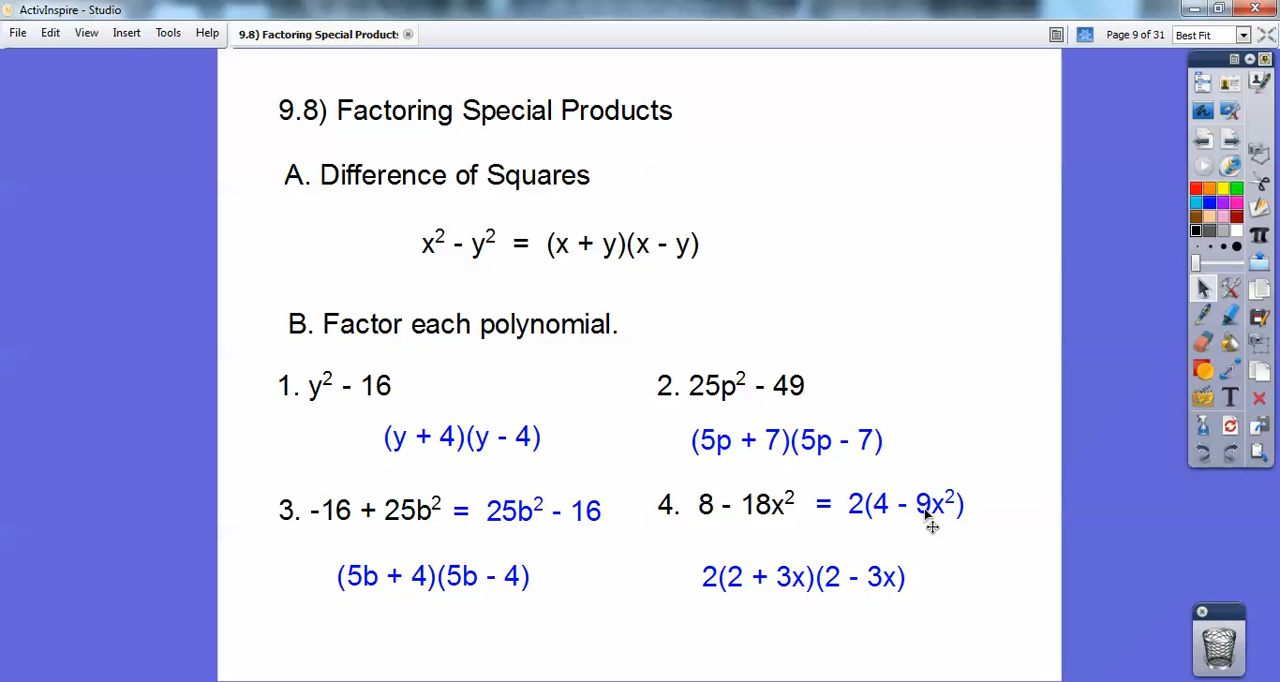 ActivInspire - Studio
File Edit View Insert Tools Help
9.8) Factoring Special Product:
Page 9 of 31
Best Fit
9.8) Factoring Special Products
A. Difference of Squares
x² - y² = (x + y)(x - y)
B. Factor each polynomial.
1. y² - 16
2. 25p² - 49
(y + 4)(y - 4)
(5p + 7)(5p - 7)
3. -16 + 25b² = 25b² - 16
4. 8 - 18x² = 2(4 - 9x²)
(5b + 4)(5b - 4)
2(2 + 3x)(2 - 3x)